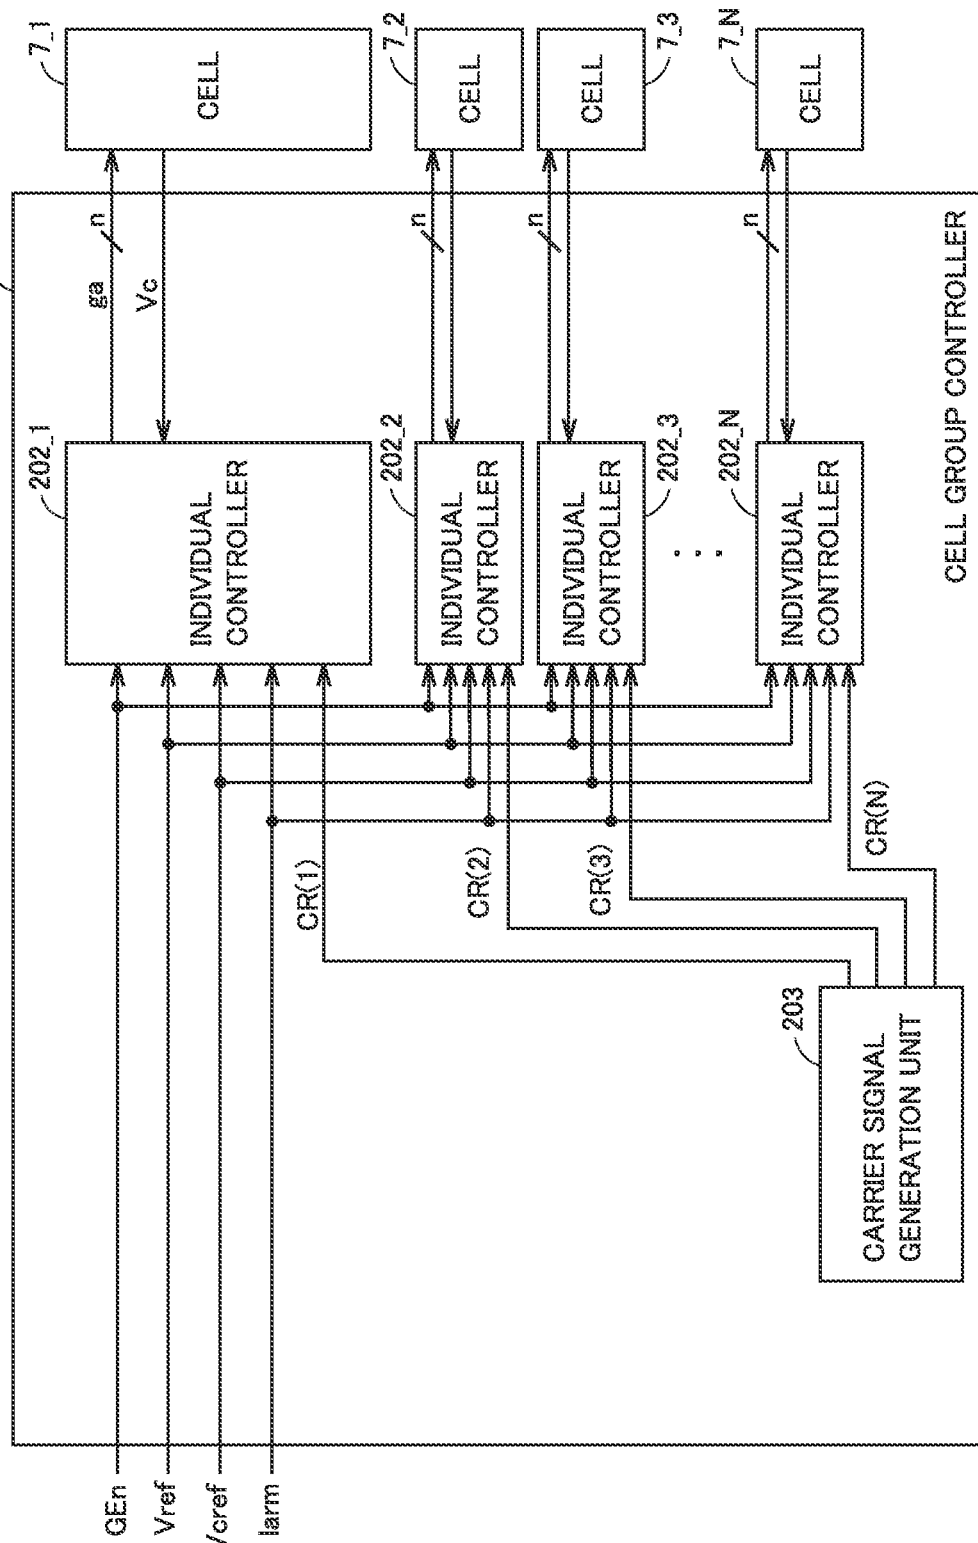 GEn
Vref
Vcref
Iarm
7_1
CELL
7_2
CELL
7_3
CELL
7_N
CELL
n
ga
Vc
n
n
n
202_1
INDIVIDUAL
CONTROLLER
202_2
INDIVIDUAL
CONTROLLER
202_3
INDIVIDUAL
CONTROLLER
. . .
202_N
INDIVIDUAL
CONTROLLER
CR(1)
CR(2)
CR(3)
CR(N)
203
CARRIER SIGNAL
GENERATION UNIT
CELL GROUP CONTROLLER